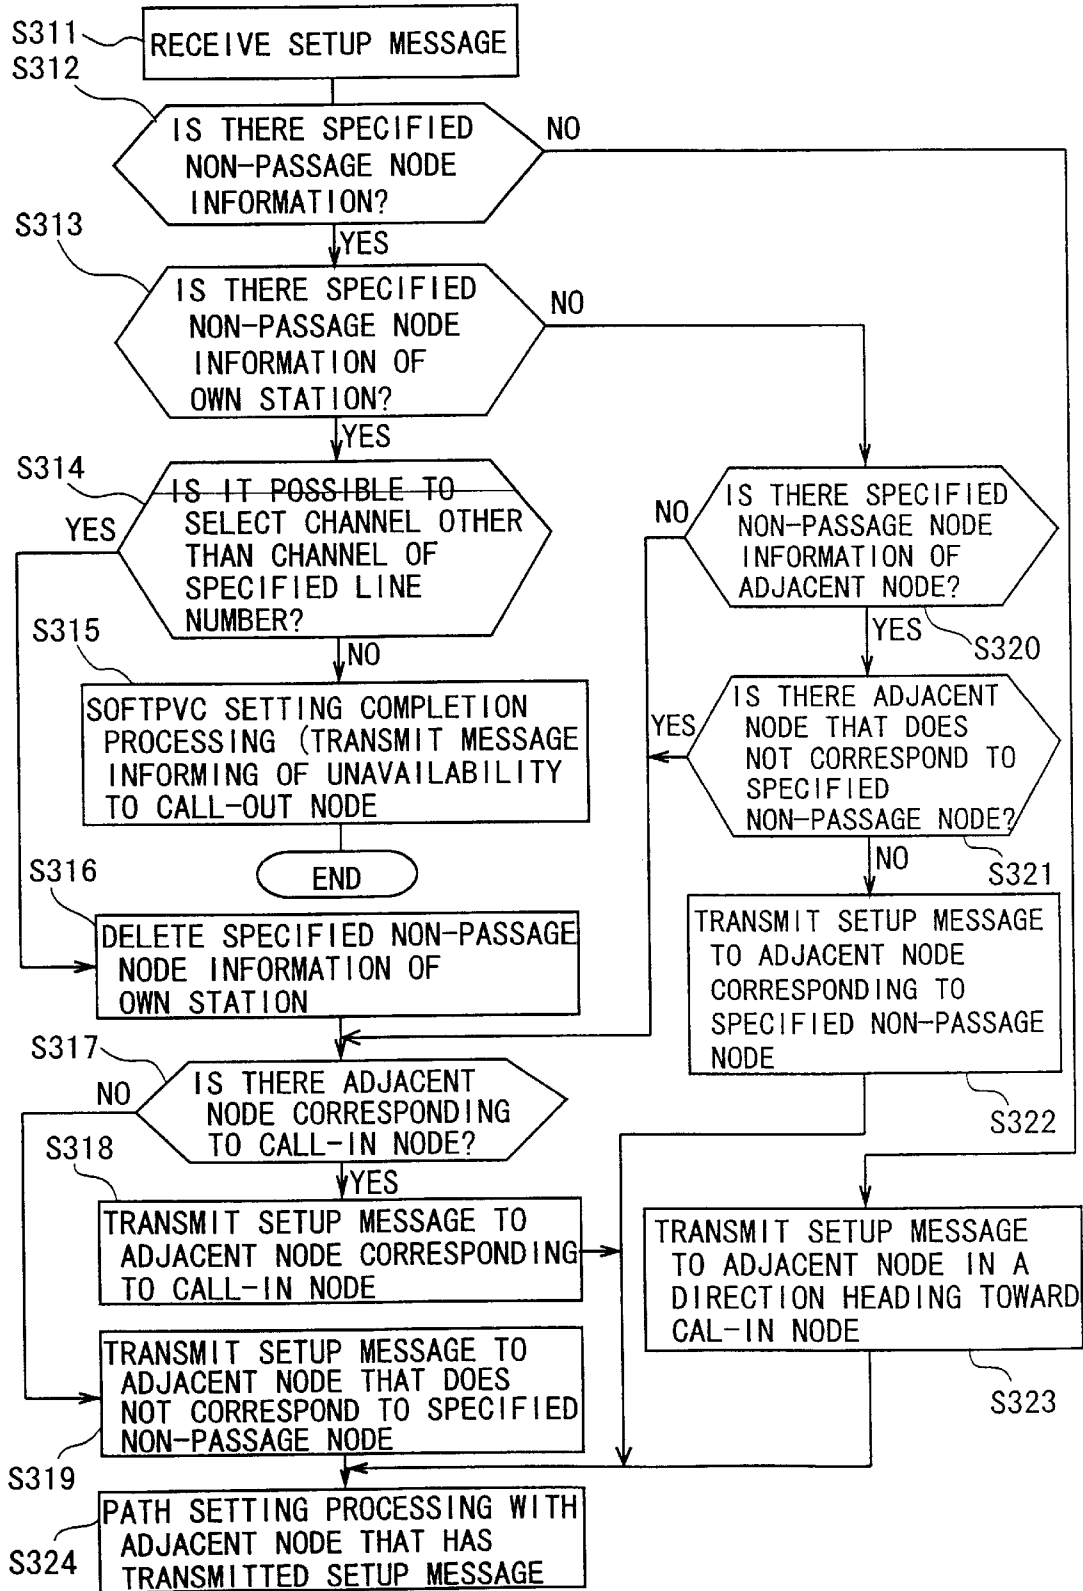 S311
RECEIVE SETUP MESSAGE
S312
IS THERE SPECIFIED
NON-PASSAGE NODE
INFORMATION?
NO
YES
S313
IS THERE SPECIFIED
NON-PASSAGE NODE
INFORMATION OF
OWN STATION?
NO
YES
S314
IS IT POSSIBLE TO
SELECT CHANNEL OTHER
THAN CHANNEL OF
SPECIFIED LINE
NUMBER?
YES
NO
S315
SOFTPVC SETTING COMPLETION
PROCESSING (TRANSMIT MESSAGE
INFORMING OF UNAVAILABILITY
TO CALL-OUT NODE
END
S316
DELETE SPECIFIED NON-PASSAGE
NODE INFORMATION OF
OWN STATION
IS THERE SPECIFIED
NON-PASSAGE NODE
INFORMATION OF
ADJACENT NODE?
NO
YES
S320
IS THERE ADJACENT
NODE THAT DOES
NOT CORRESPOND TO
SPECIFIED
NON-PASSAGE NODE?
YES
NO
S321
TRANSMIT SETUP MESSAGE
TO ADJACENT NODE
CORRESPONDING TO
SPECIFIED NON-PASSAGE
NODE
S322
S317
IS THERE ADJACENT
NODE CORRESPONDING
TO CALL-IN NODE?
NO
YES
S318
TRANSMIT SETUP MESSAGE TO
ADJACENT NODE CORRESPONDING
TO CALL-IN NODE
TRANSMIT SETUP MESSAGE
TO ADJACENT NODE IN A
DIRECTION HEADING TOWARD
CAL-IN NODE
S323
TRANSMIT SETUP MESSAGE TO
ADJACENT NODE THAT DOES
NOT CORRESPOND TO SPECIFIED
NON-PASSAGE NODE
S319
PATH SETTING PROCESSING WITH
ADJACENT NODE THAT HAS
TRANSMITTED SETUP MESSAGE
S324